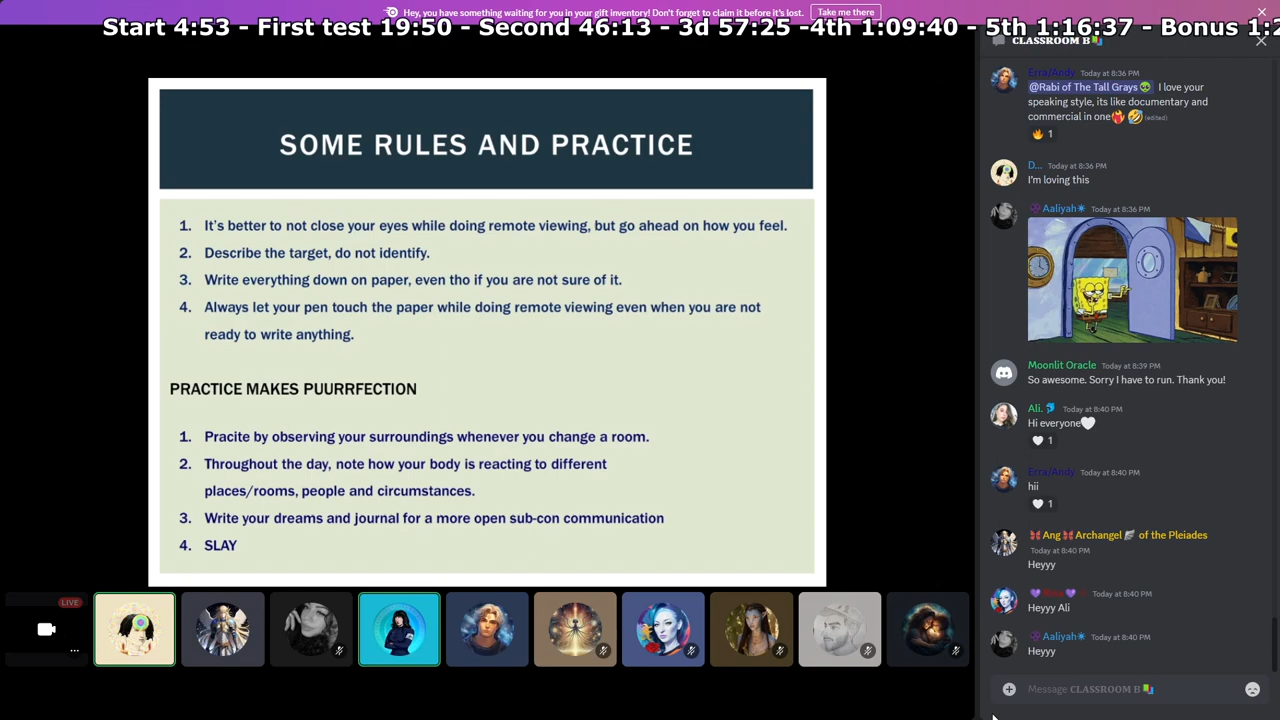 Hey, you have something waiting for you in your gift inventory! Don't forget to claim it before it's lost. Take me there
Start 4:53 - First test 19:50 - Second 46:13 - 3d 57:25 -4th 1:09:40 - 5th 1:16:37 - Bonus
SOME RULES AND PRACTICE
1. It's better to not close your eyes while doing remote viewing, but go ahead on how you feel.
2. Describe the target, do not identify.
3. Write everything down on paper, even tho if you are not sure of it.
4. Always let your pen touch the paper while doing remote viewing even when you are not
ready to write anything.
PRACTICE MAKES PUURRFECTION
1. Pracite by observing your surroundings whenever you change a room.
2. Throughout the day, note how your body is reacting to different
places/rooms, people and circumstances.
3. Write your dreams and journal for a more open sub-con communication
4. SLAY
LIVE
CLASSROOM B
Erra/Andy Today at 8:36 PM
@Rabi of The Tall Grays I love your
speaking style, its like documentary and
commercial in one (edited)
1
D... Today at 8:36 PM
I'm loving this
Aaliyah Today at 8:36 PM
Moonlit Oracle Today at 8:39 PM
So awesome. Sorry I have to run. Thank you!
Ali. Today at 8:40 PM
Hi everyone
1
Erra/Andy Today at 8:40 PM
hii
1
Ang Archangel of the Pleiades
Today at 8:40 PM
Heyyy
Today at 8:40 PM
Heyyy Ali
Aaliyah Today at 8:40 PM
Heyyy
Message CLASSROOM B